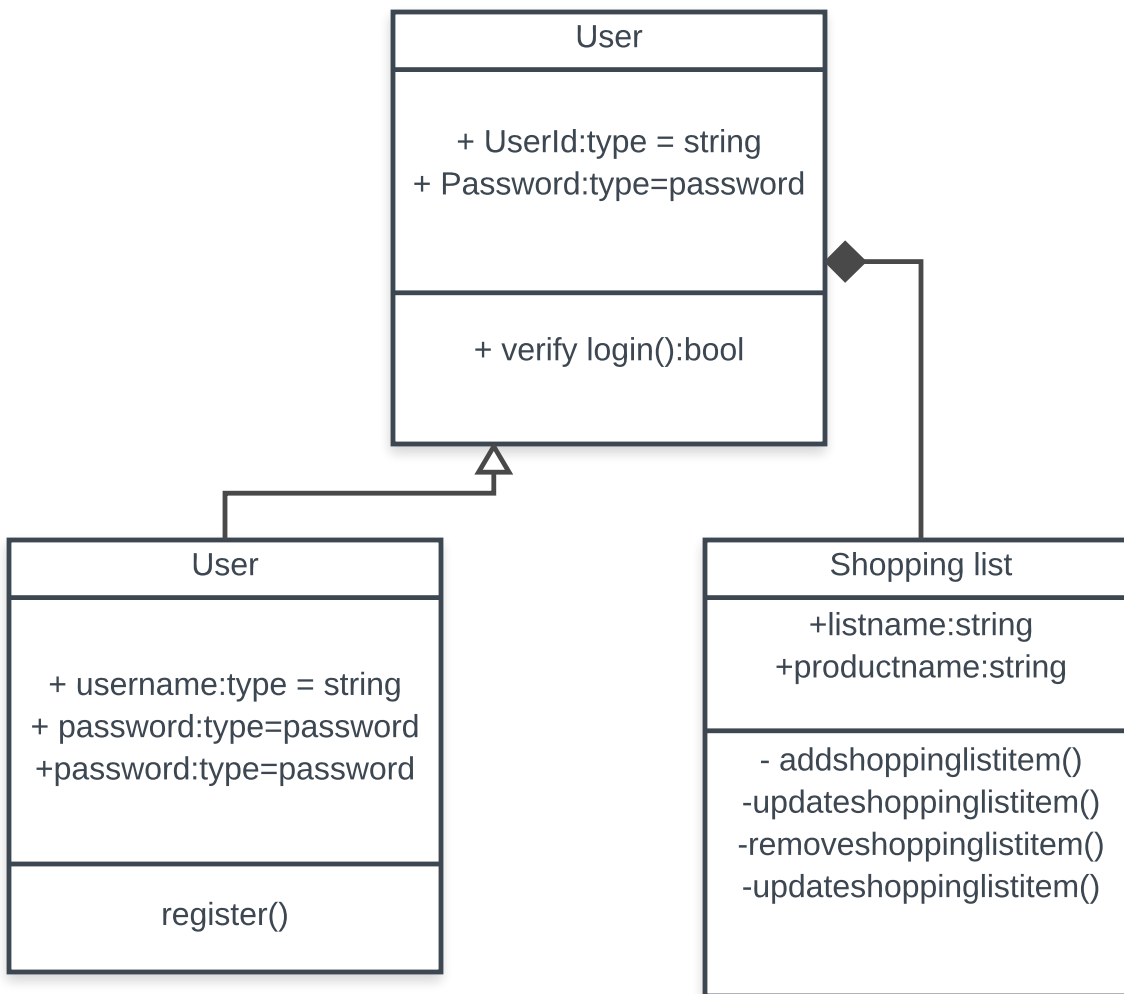 User
+ UserId:type = string
+ Password:type=password
+ verify login():bool
User
+ username:type = string
+ password:type=password
+password:type=password
register()
Shopping list
+listname:string
+productname:string
- addshoppinglistitem()
-updateshoppinglistitem()
-removeshoppinglistitem()
-updateshoppinglistitem()